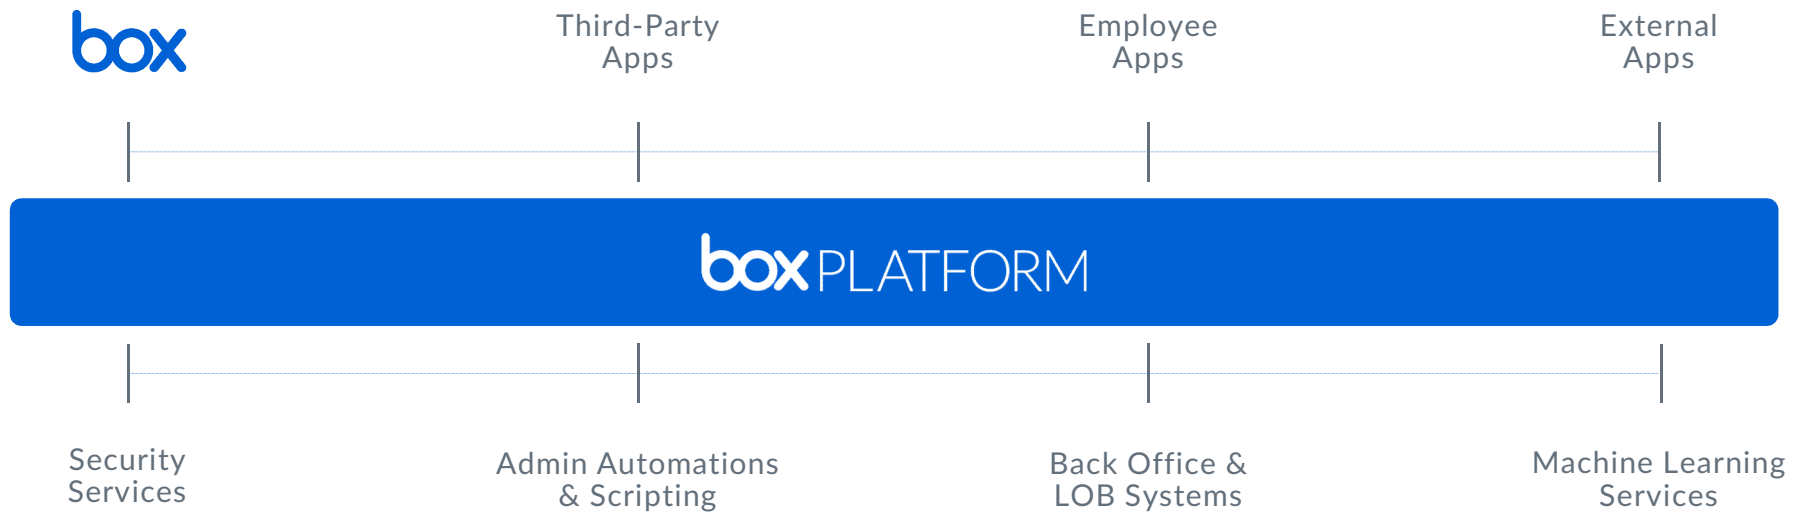 box
Third-Party
Apps
Employee
Apps
External
Apps
box PLATFORM
Security
Services
Admin Automations
& Scripting
Back Office &
LOB Systems
Machine Learning
Services